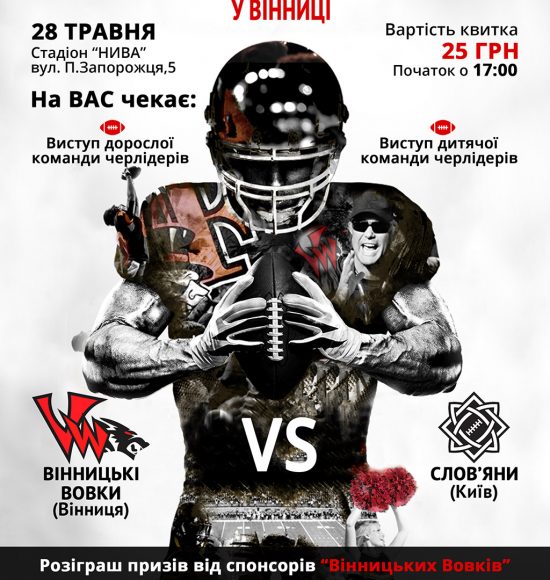 У ВІННИЦІ
28 ТРАВНЯ
Стадіон “НИВА”
вул. П.Запорожця,5
Вартість квитка
25 ГРН
Початок о 17:00
На ВАС чекає:
Виступ дорослої
команди черлідерів
Виступ дитячої
команди черлідерів
VS
ВІННИЦЬКІ
ВОВКИ
(Вінниця)
СЛОВ’ЯНИ
(Київ)
Розіграш призів від спонсорів “Вінницьких Вовків”